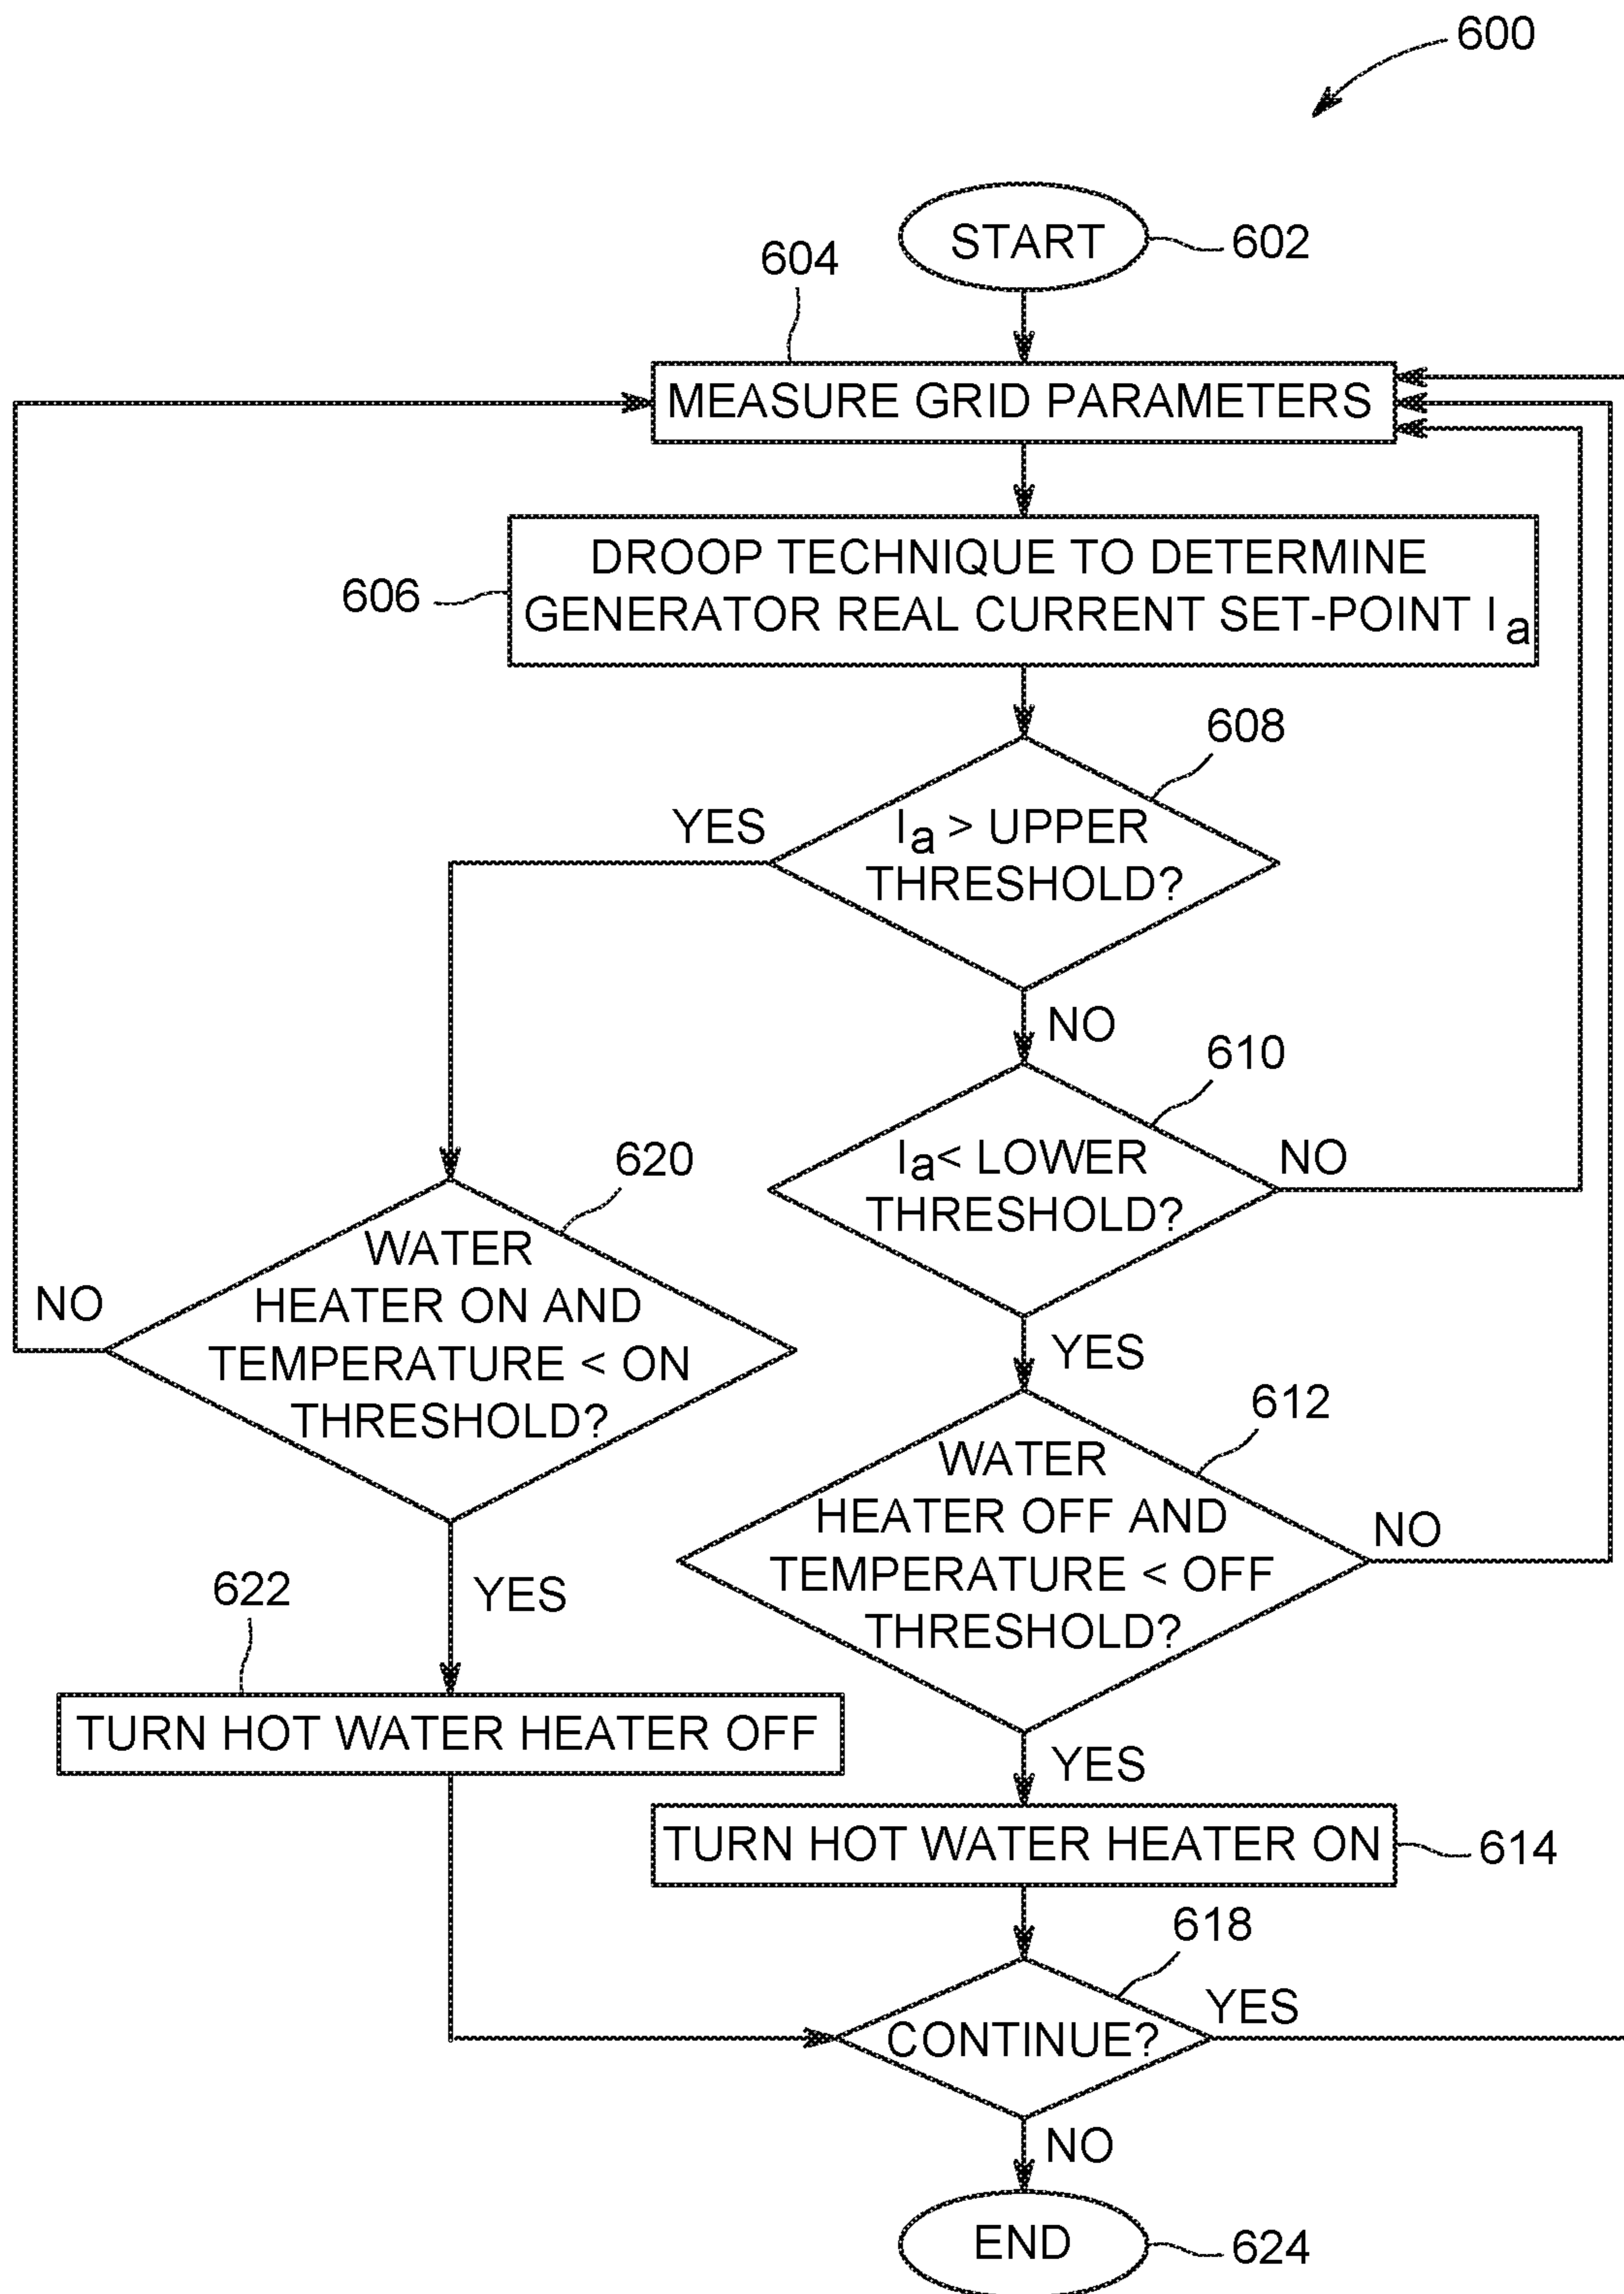 600
START
602
604
MEASURE GRID PARAMETERS
DROOP TECHNIQUE TO DETERMINE
GENERATOR REAL CURRENT SET-POINT Ia
606
608
Ia > UPPER
THRESHOLD?
YES
NO
610
Ia< LOWER
THRESHOLD?
NO
YES
620
WATER
HEATER ON AND
TEMPERATURE < ON
THRESHOLD?
NO
YES
612
WATER
HEATER OFF AND
TEMPERATURE < OFF
THRESHOLD?
NO
YES
622
TURN HOT WATER HEATER OFF
TURN HOT WATER HEATER ON
614
618
CONTINUE?
YES
NO
END
624